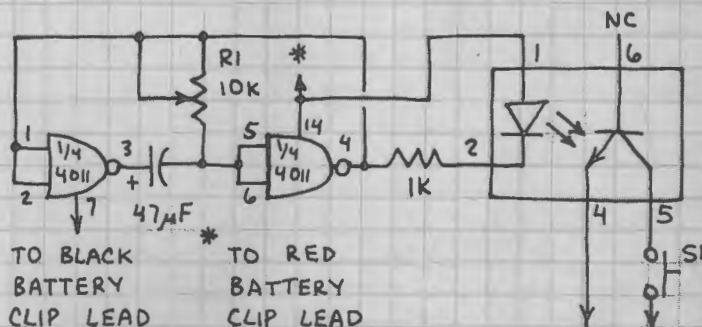 NC
1
6
R1
10K
*
14
1
1/4
4011
3
+
2
7
47µF
5
1/4
4011
4
6
1K
2
4
5
TO BLACK
BATTERY
CLIP LEAD
* TO RED
BATTERY
CLIP LEAD